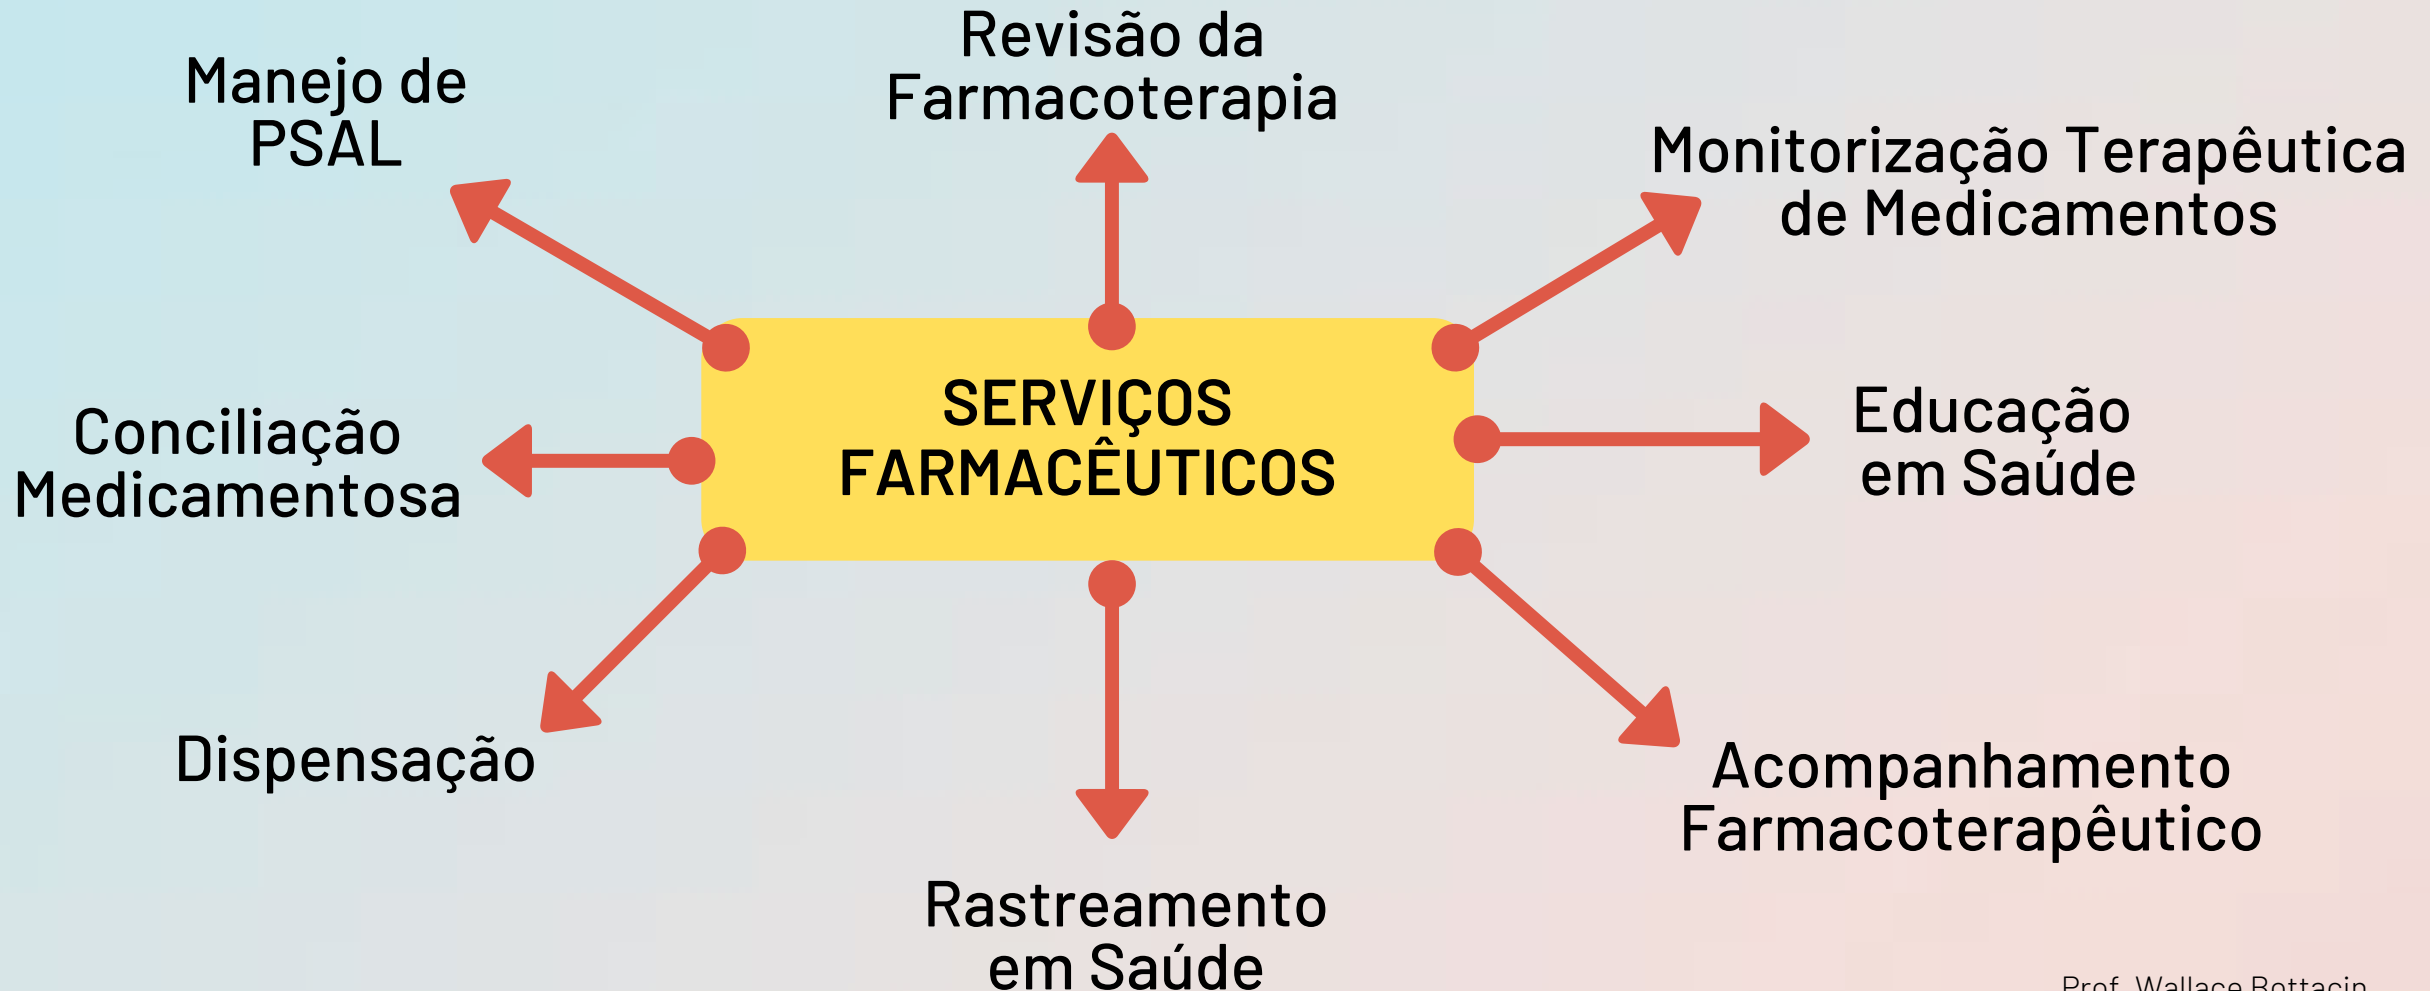 Revisão da
Farmacoterapia
Manejo de
PSAL
Monitorização Terapêutica
de Medicamentos
SERVIÇOS
FARMACÊUTICOS
Educação
em Saúde
Conciliação
Medicamentosa
Dispensação
Acompanhamento
Farmacoterapêutico
Rastreamento
em Saúde
Prof. Wallace Bottacin